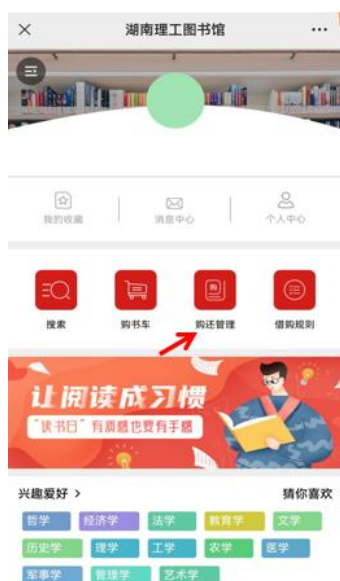 湖南理工图书馆
我的收藏 消息中心 个人中心
购
搜索 购书车 购还管理 借购规则
让阅读成习惯
“读书日”有质感也要有手感
兴趣爱好 > 猜你喜欢
哲学 经济学 法学 教育学 文学
历史学 理学 工学 农学 医学
军事学 管理学 艺术学